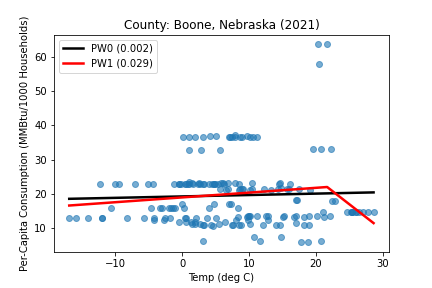 County: Boone, Nebraska (2021)
PW0 (0.002)
PW1 (0.029)
Per-Capita Consumption (MMBtu/1000 Households)
60
50
40
30
20
10
−10 0 10 20 30
Temp (deg C)